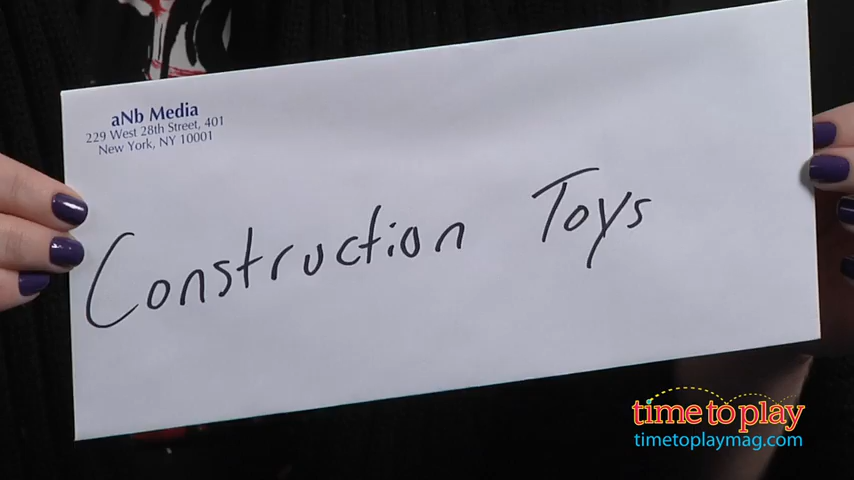 aNb Media
229 West 28th Street, 401
New York, NY 10001
Construction Toys
time to play
timetoplaymag.com